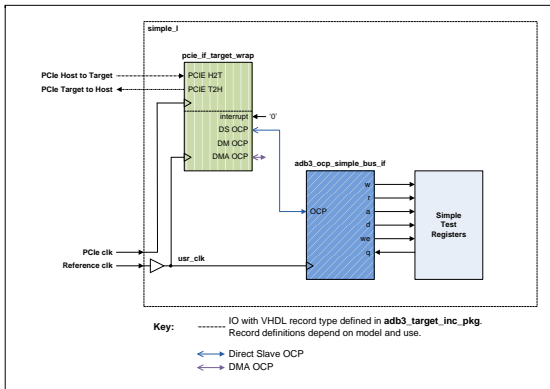 simple_l
pcie_if_target_wrap
PCIe Host to Target
PCIE H2T
PCIe Target to Host
PCIE T2H
interrupt
'0'
DS OCP
DM OCP
DMA OCP
adb3_ocp_simple_bus_if
OCP
w
r
a
d
we
q
Simple
Test
Registers
PCIe clk
Reference clk
usr_clk
Key:
IO with VHDL record type defined in adb3_target_inc_pkg.
Record definitions depend on model and use.
Direct Slave OCP
DMA OCP